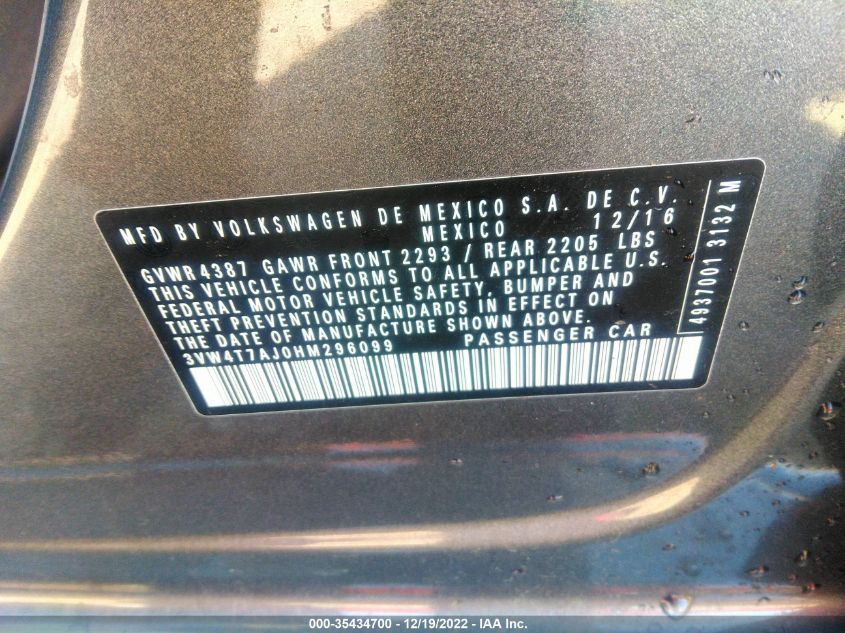 MFD BY VOLKSWAGEN DE MEXICO S.A. DE C.V.
MEXICO 12/16
GVWR 4387 GAWR FRONT 2293 / REAR 2205 LBS
THIS VEHICLE CONFORMS TO ALL APPLICABLE U.S.
FEDERAL MOTOR VEHICLE SAFETY, BUMPER AND
THEFT PREVENTION STANDARDS IN EFFECT ON
THE DATE OF MANUFACTURE SHOWN ABOVE.
3VW4T7AJ0HM296099 PASSENGER CAR
4937001 3132 M
000-35434700 - 12/19/2022 - IAA Inc.